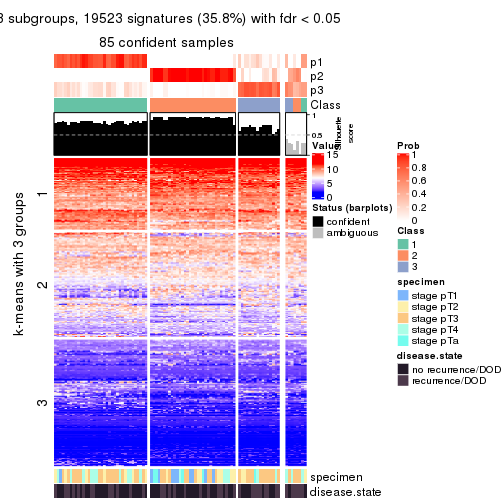 3 subgroups, 19523 signatures (35.8%) with fdr < 0.05
85 confident samples
p1
p2
p3
Class
1
0.5
0
Silhouette
score
k-means with 3 groups
1
2
3
specimen
disease.state
Value
15
10
5
0
Status (barplots)
confident
ambiguous
Prob
1
0.8
0.6
0.4
0.2
0
Class
1
2
3
specimen
stage pT1
stage pT2
stage pT3
stage pT4
stage pTa
disease.state
no recurrence/DOD
recurrence/DOD